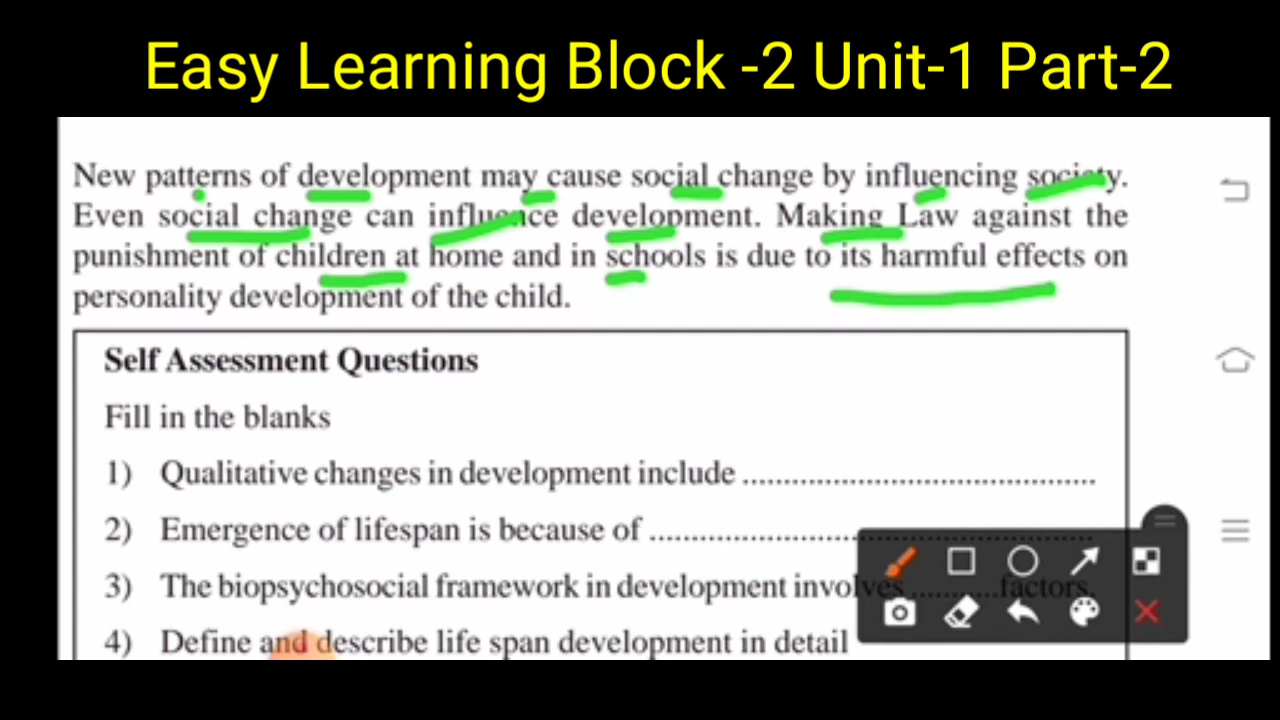 Easy Learning Block -2 Unit-1 Part-2
New patterns of development may cause social change by influencing society.
Even social change can influence development. Making Law against the
punishment of children at home and in schools is due to its harmful effects on
personality development of the child.
Self Assessment Questions
Fill in the blanks
1) Qualitative changes in development include ............................................
2) Emergence of lifespan is because of .......................................................
3) The biopsychosocial framework in development involves ...........factors.
4) Define and describe life span development in detail